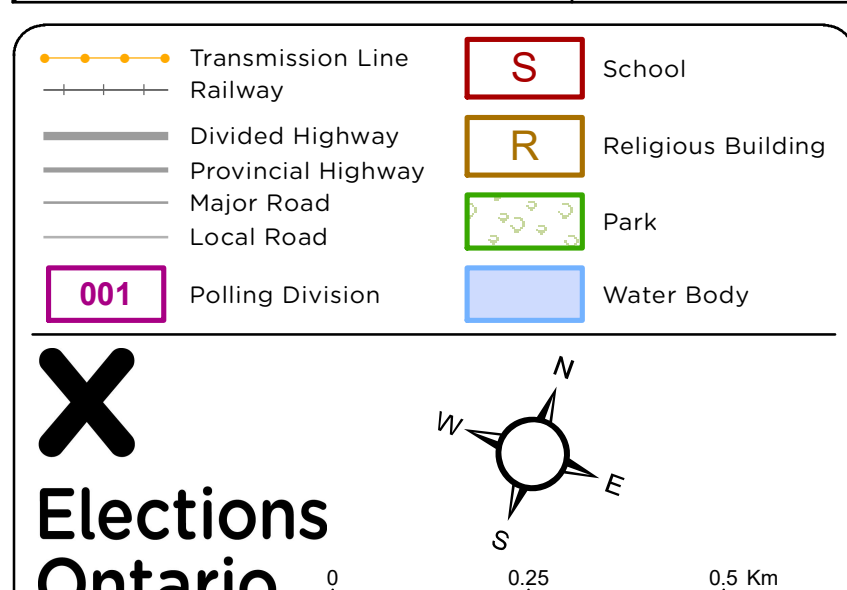 Transmission Line
Railway
Divided Highway
Provincial Highway
Major Road
Local Road
001 Polling Division
S School
R Religious Building
Park
Water Body
N
W
E
S
Elections
Ontario
0 0.25 0.5 Km